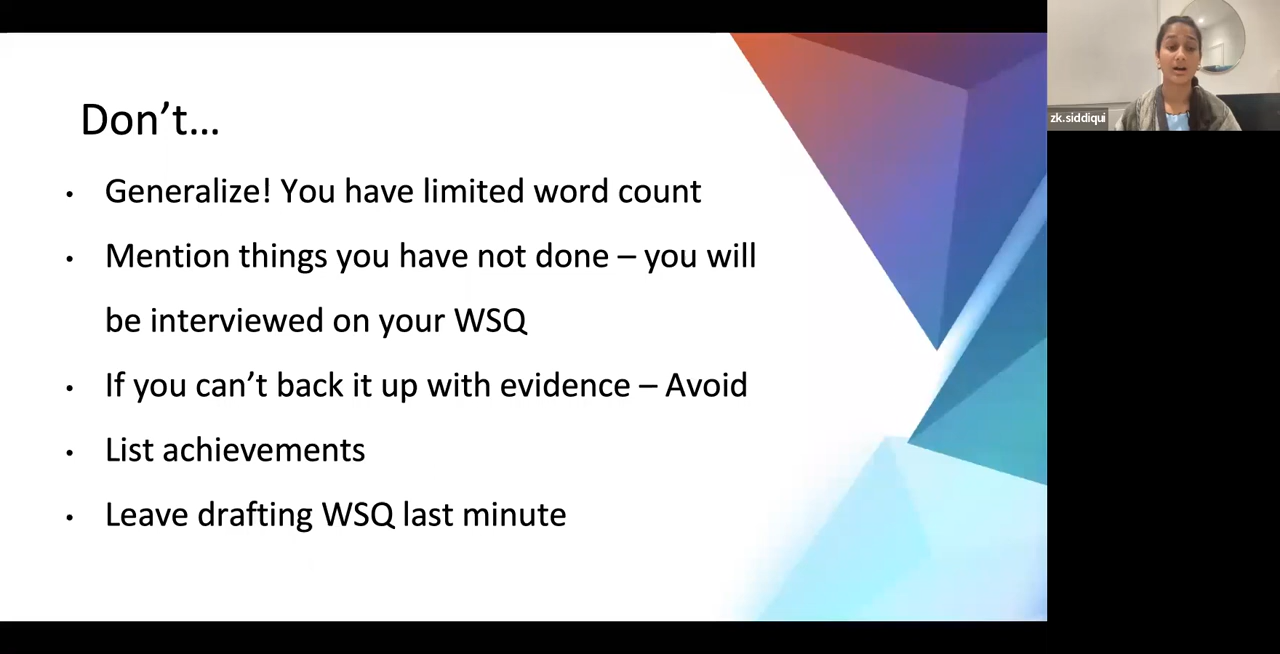 Don’t...
• Generalize! You have limited word count
• Mention things you have not done – you will
be interviewed on your WSQ
• If you can’t back it up with evidence – Avoid
• List achievements
• Leave drafting WSQ last minute
zk.siddiqui